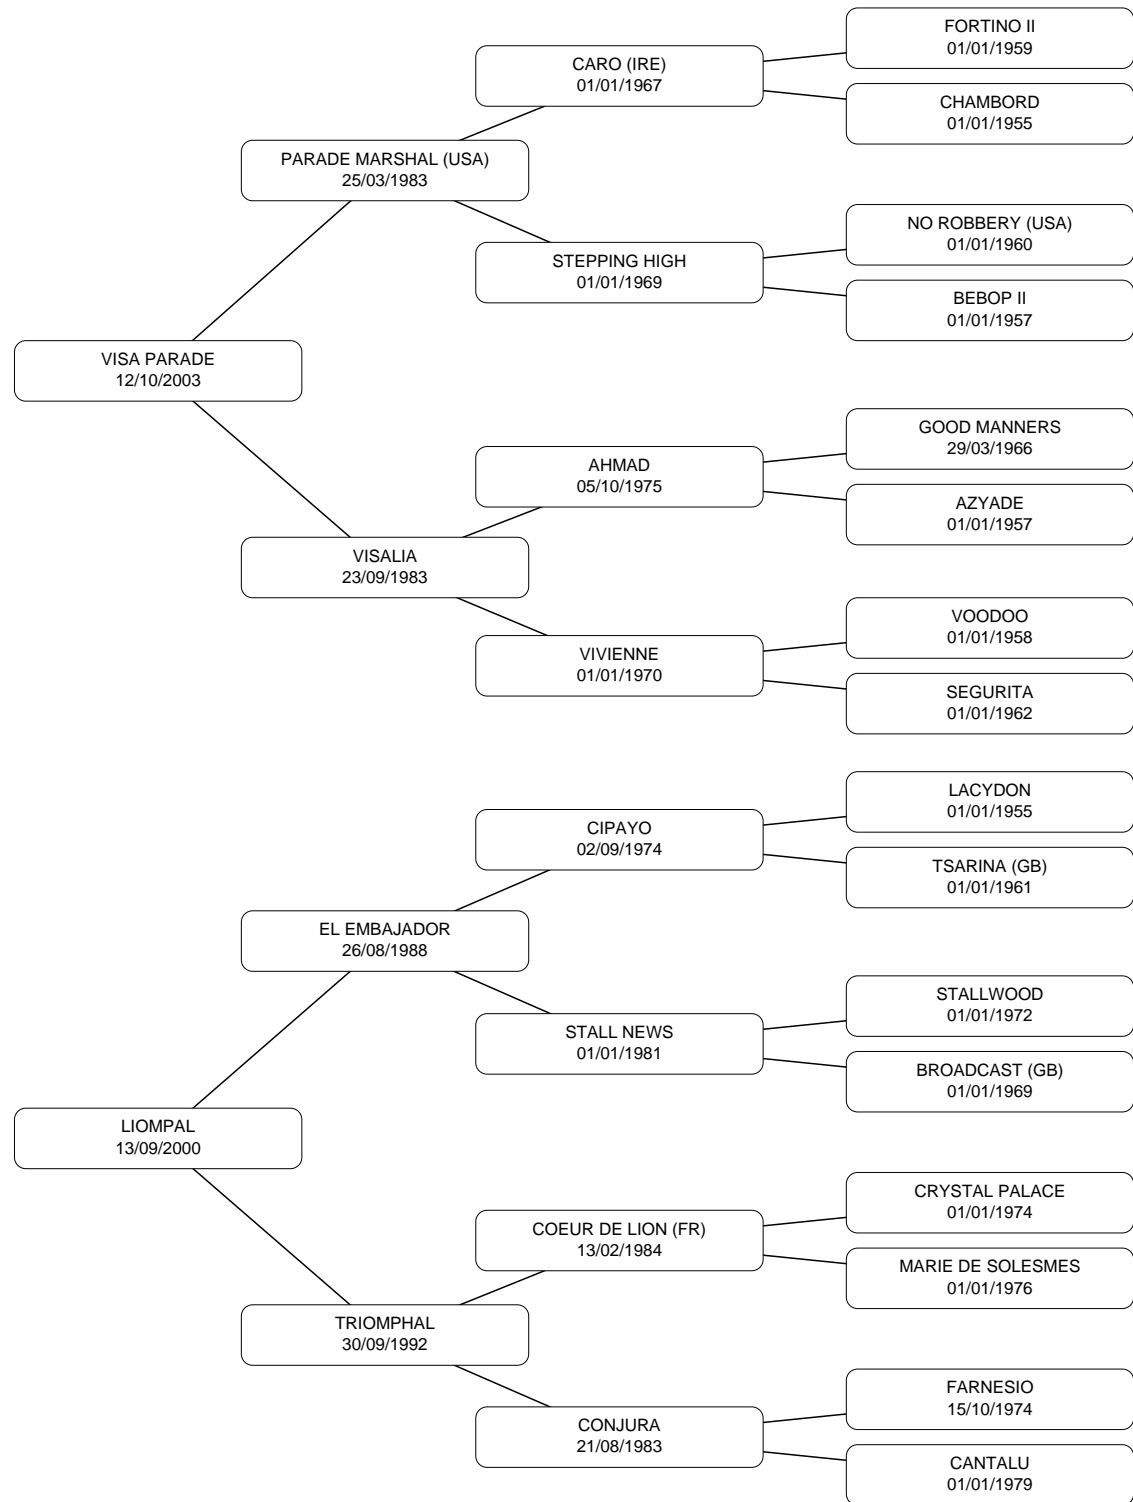 FORTINO II
01/01/1959
CARO (IRE)
01/01/1967
CHAMBORD
01/01/1955
PARADE MARSHAL (USA)
25/03/1983
NO ROBBERY (USA)
01/01/1960
STEPPING HIGH
01/01/1969
BEBOP II
01/01/1957
VISA PARADE
12/10/2003
GOOD MANNERS
29/03/1966
AHMAD
05/10/1975
AZYADE
01/01/1957
VISALIA
23/09/1983
VOODOO
01/01/1958
VIVIENNE
01/01/1970
SEGURITA
01/01/1962
LACYDON
01/01/1955
CIPAYO
02/09/1974
TSARINA (GB)
01/01/1961
EL EMBAJADOR
26/08/1988
STALLWOOD
01/01/1972
STALL NEWS
01/01/1981
BROADCAST (GB)
01/01/1969
LIOMPAL
13/09/2000
CRYSTAL PALACE
01/01/1974
COEUR DE LION (FR)
13/02/1984
MARIE DE SOLESMES
01/01/1976
TRIOMPHAL
30/09/1992
FARNESIO
15/10/1974
CONJURA
21/08/1983
CANTALU
01/01/1979